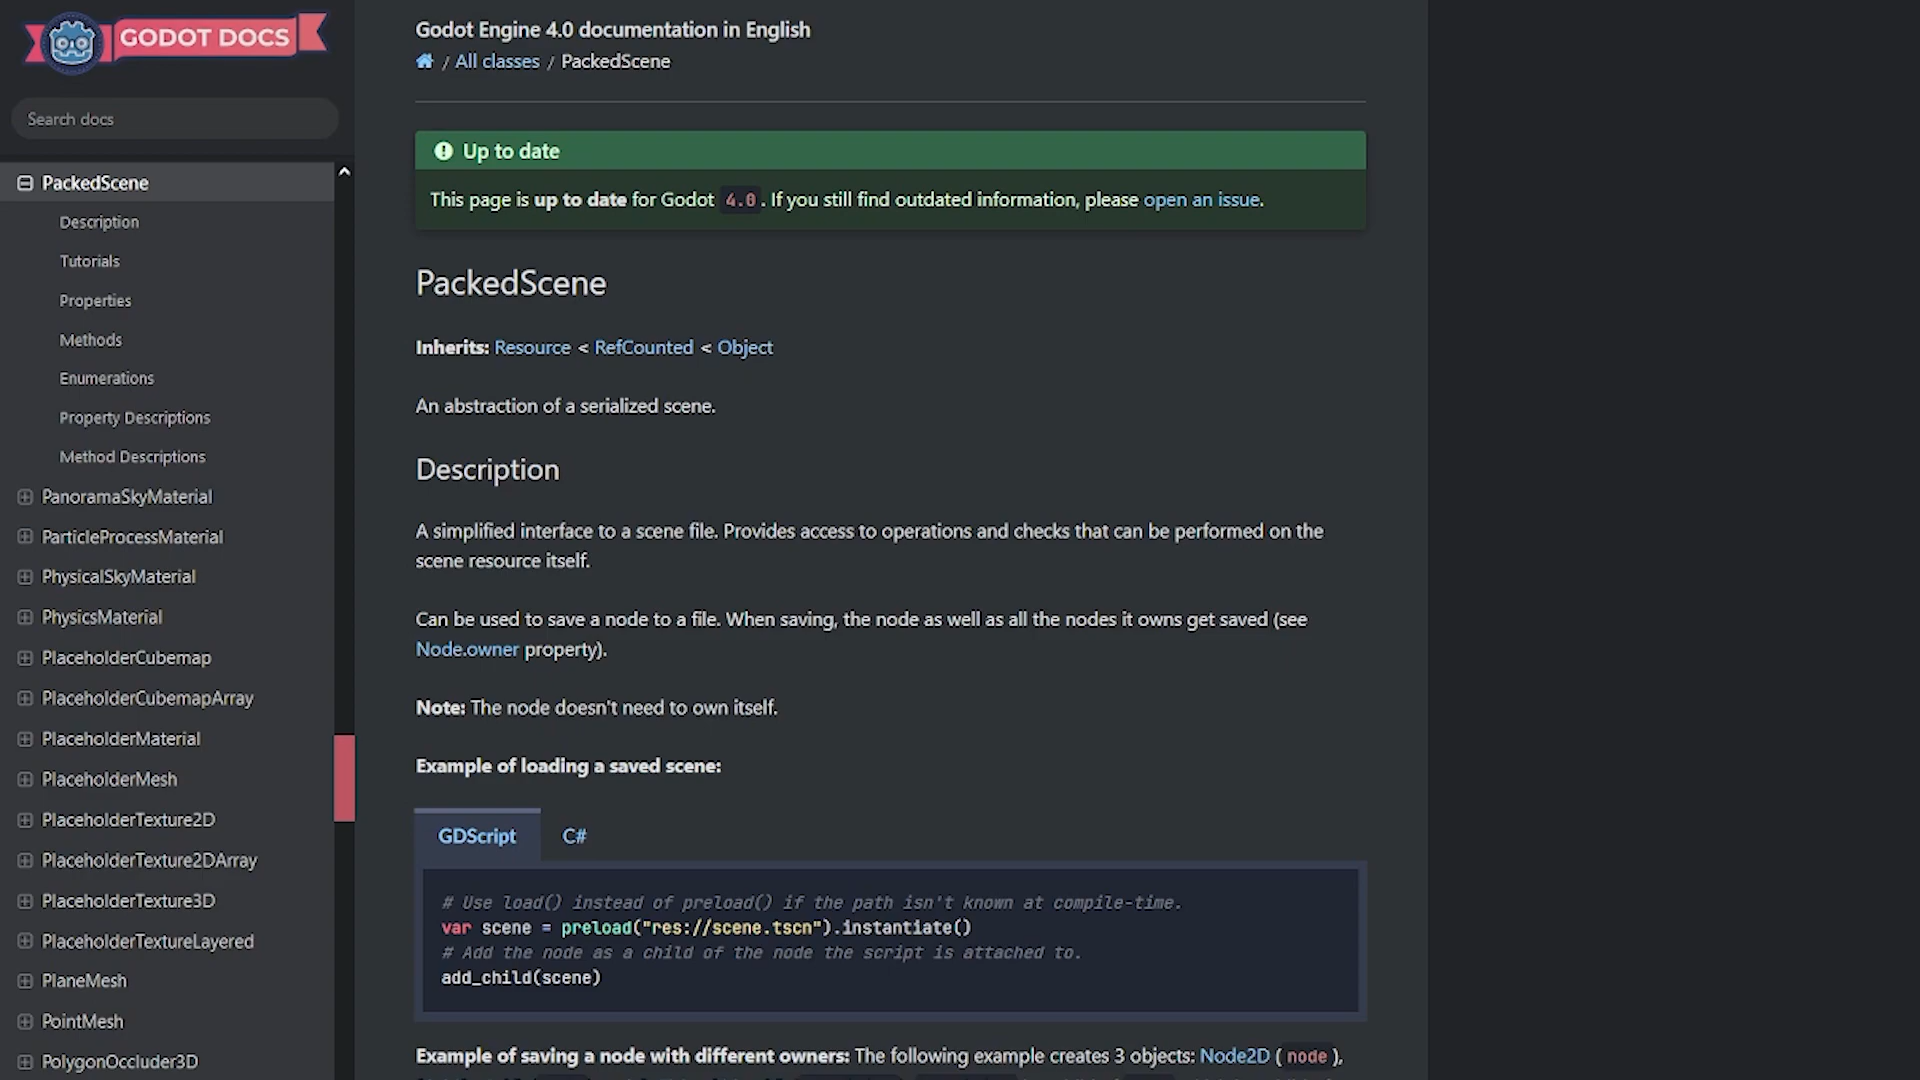 GODOT DOCS
Search docs
PackedScene
Description
Tutorials
Properties
Methods
Enumerations
Property Descriptions
Method Descriptions
PanoramaSkyMaterial
ParticleProcessMaterial
PhysicalSkyMaterial
PhysicsMaterial
PlaceholderCubemap
PlaceholderCubemapArray
PlaceholderMaterial
PlaceholderMesh
PlaceholderTexture2D
PlaceholderTexture2DArray
PlaceholderTexture3D
PlaceholderTextureLayered
PlaneMesh
PointMesh
PolygonOccluder3D
Godot Engine 4.0 documentation in English
/ All classes / PackedScene
Up to date
This page is up to date for Godot 4.0. If you still find outdated information, please open an issue.
PackedScene
Inherits: Resource < RefCounted < Object
An abstraction of a serialized scene.
Description
A simplified interface to a scene file. Provides access to operations and checks that can be performed on the
scene resource itself.
Can be used to save a node to a file. When saving, the node as well as all the nodes it owns get saved (see
Node.owner property).
Note: The node doesn't need to own itself.
Example of loading a saved scene:
GDScript C#
# Use load() instead of preload() if the path isn't known at compile-time.
var scene = preload("res://scene.tscn").instantiate()
# Add the node as a child of the node the script is attached to.
add_child(scene)
Example of saving a node with different owners: The following example creates 3 objects: Node2D ( node ),